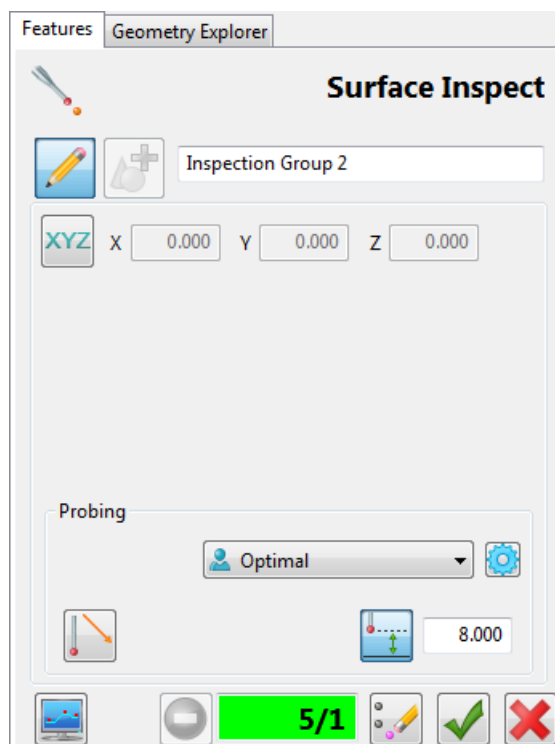 Features Geometry Explorer
Surface Inspect
Inspection Group 2
XYZ X 0.000 Y 0.000 Z 0.000
Probing
Optimal
8.000
5/1